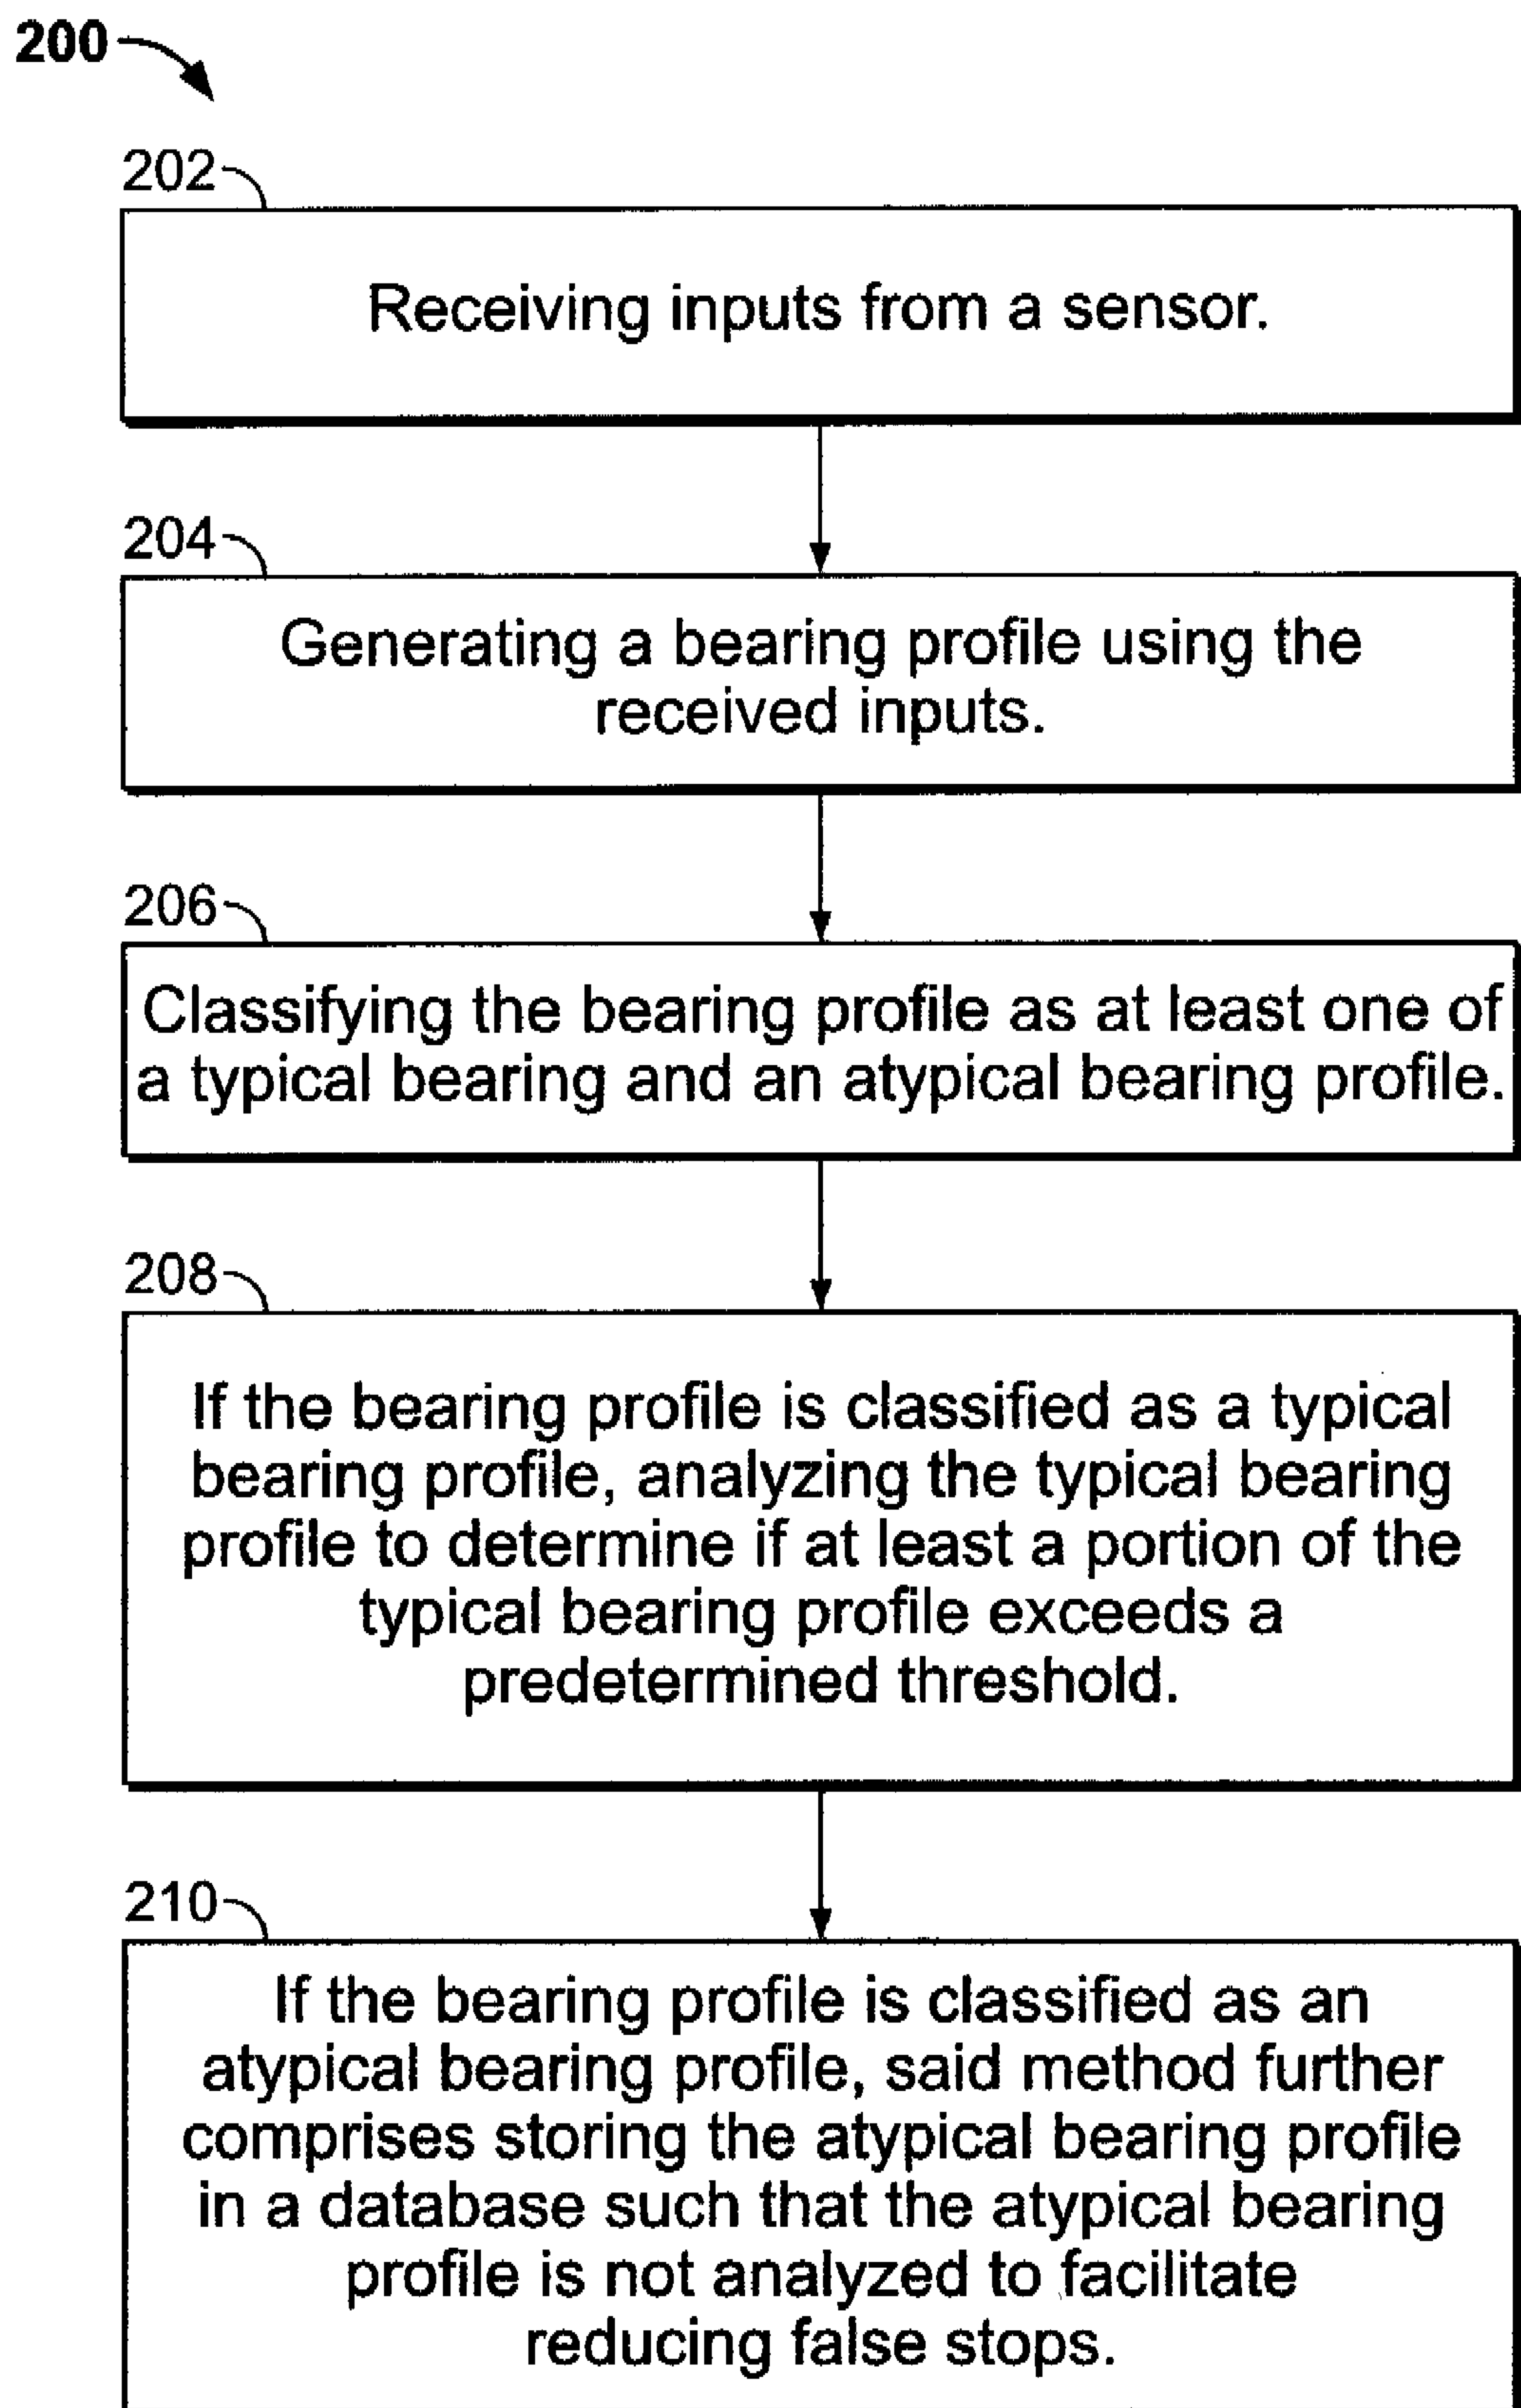 200
202
Receiving inputs from a sensor.
204
Generating a bearing profile using the
received inputs.
206
Classifying the bearing profile as at least one of
a typical bearing and an atypical bearing profile.
208
If the bearing profile is classified as a typical
bearing profile, analyzing the typical bearing
profile to determine if at least a portion of the
typical bearing profile exceeds a
predetermined threshold.
210
If the bearing profile is classified as an
atypical bearing profile, said method further
comprises storing the atypical bearing profile
in a database such that the atypical bearing
profile is not analyzed to facilitate
reducing false stops.